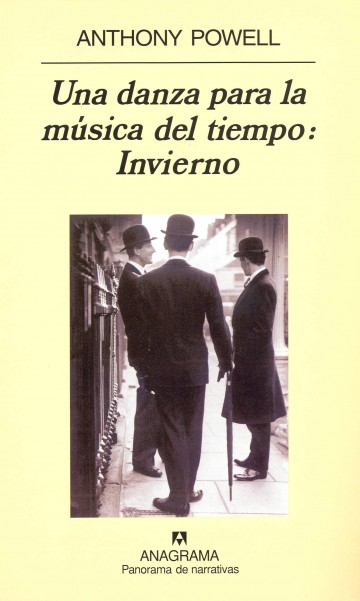 ANTHONY POWELL
Una danza para la
música del tiempo:
Invierno
ANAGRAMA
Panorama de narrativas